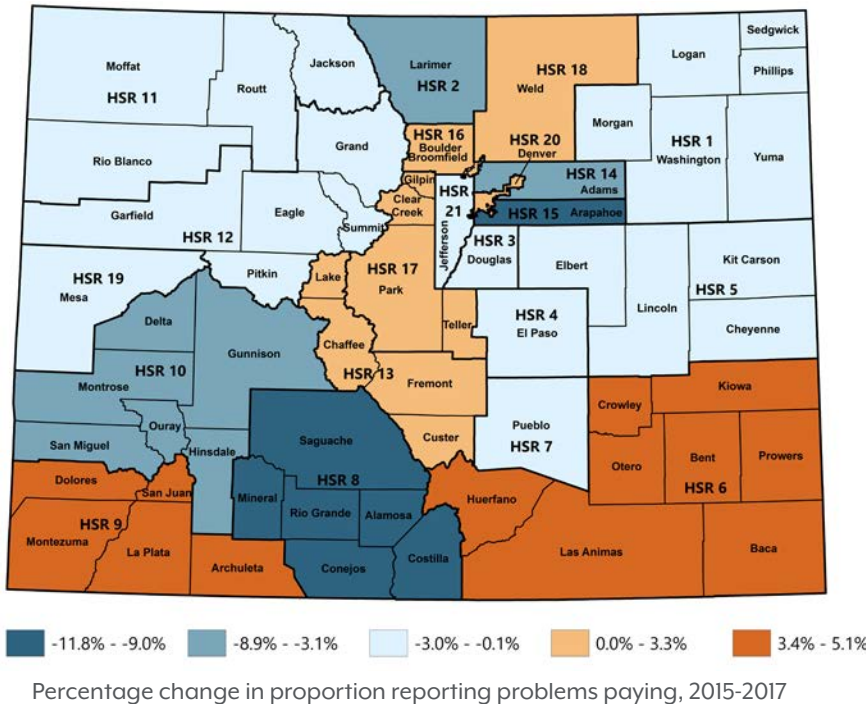 Moffat
HSR 11
Routt
Jackson
Larimer
HSR 2
HSR 18
Weld
Logan
Sedgwick
Phillips
Morgan
HSR 1
Washington
Yuma
Rio Blanco
Grand
HSR 16
Boulder
Broomfield
HSR 20
Denver
Gilpin
Clear
Creek
HSR
21
Jefferson
HSR 14
Adams
HSR 15
Arapahoe
Garfield
HSR 12
Eagle
Summit
HSR 3
Douglas
Elbert
Kit Carson
HSR 5
HSR 19
Mesa
Pitkin
Lake
HSR 17
Park
Lincoln
Cheyenne
Delta
Gunnison
Chaffee
Teller
HSR 4
El Paso
HSR 10
Montrose
HSR 13
Fremont
Kiowa
Crowley
Ouray
San Miguel
Hinsdale
Saguache
Custer
Pueblo
HSR 7
Otero
Bent
HSR 6
Prowers
Dolores
San Juan
Mineral
HSR 8
Rio Grande
Alamosa
Huerfano
HSR 9
Montezuma
La Plata
Archuleta
Conejos
Costilla
Las Animas
Baca
-11.8% - -9.0%
-8.9% - -3.1%
-3.0% - -0.1%
0.0% - 3.3%
3.4% - 5.1%
Percentage change in proportion reporting problems paying, 2015-2017